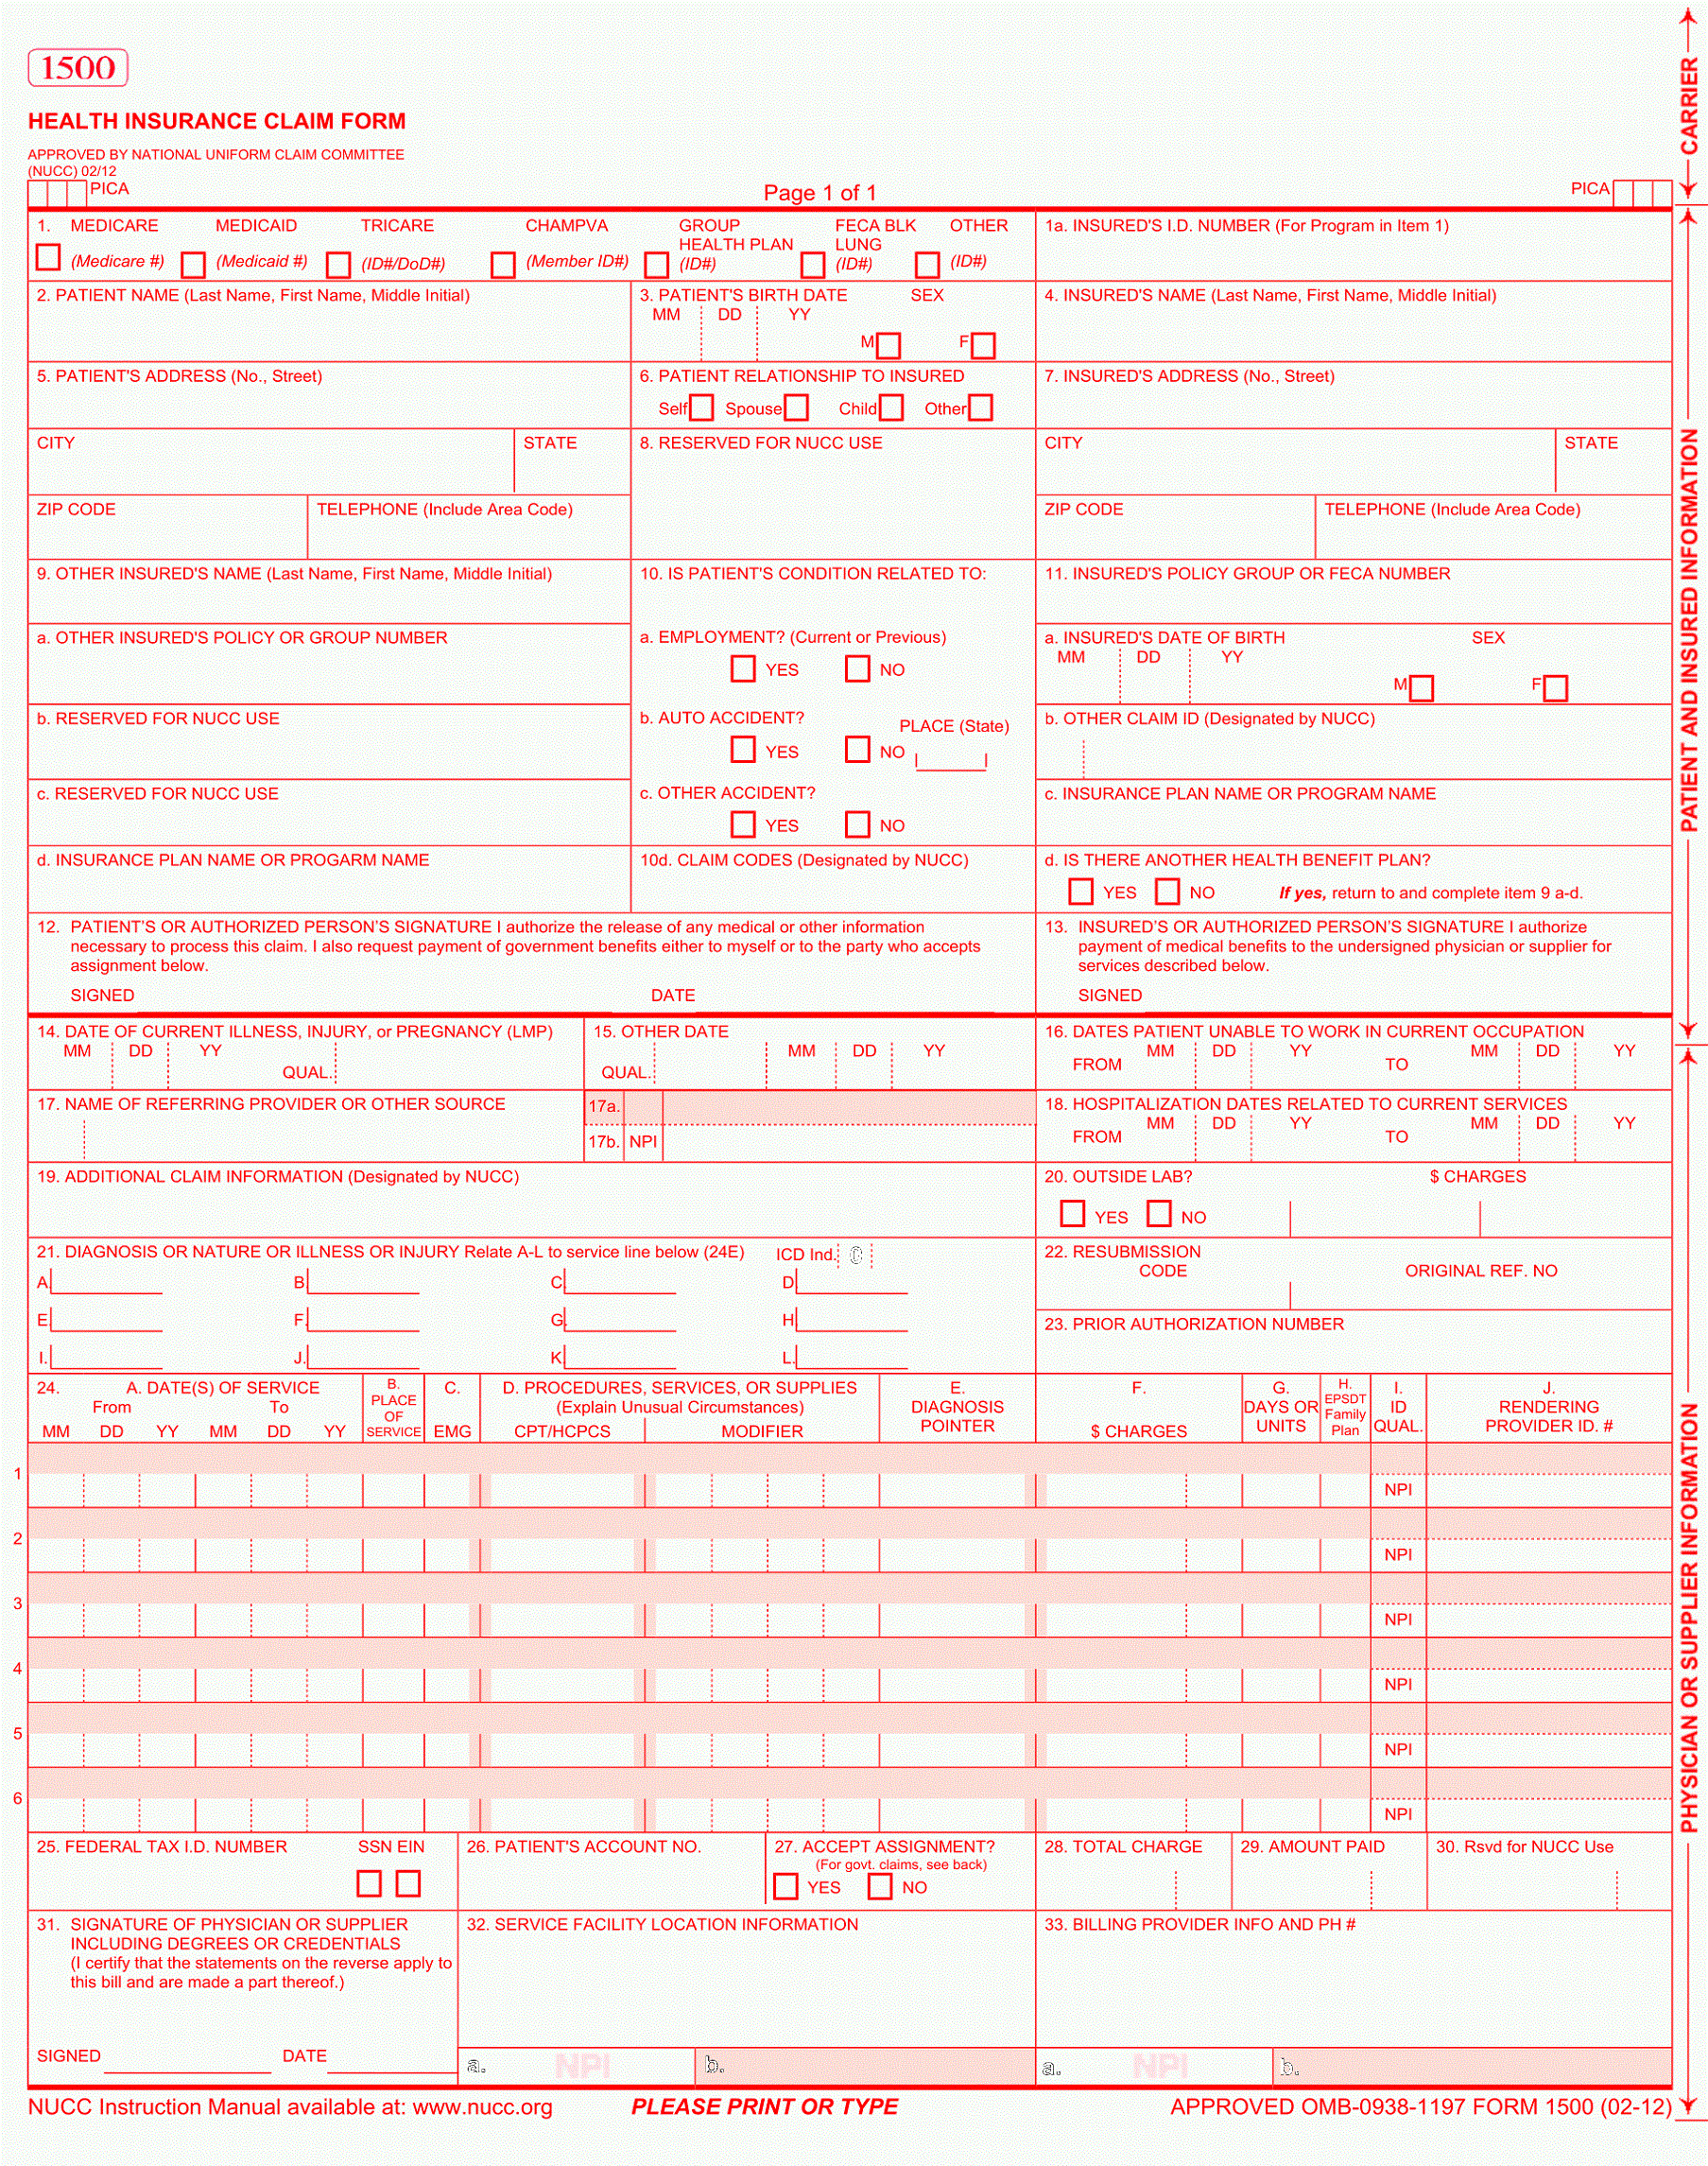 1500
HEALTH INSURANCE CLAIM FORM
APPROVED BY NATIONAL UNIFORM CLAIM COMMITTEE
(NUCC) 02/12
PICA Page 1 of 1 PICA
CARRIER
1. MEDICARE MEDICAID TRICARE CHAMPVA GROUP HEALTH PLAN FECA BLK LUNG OTHER
(Medicare #) (Medicaid #) (ID#/DoD#) (Member ID#) (ID#) (ID#) (ID#)
1a. INSURED'S I.D. NUMBER (For Program in Item 1)
2. PATIENT NAME (Last Name, First Name, Middle Initial)
3. PATIENT'S BIRTH DATE SEX
MM DD YY M F
4. INSURED'S NAME (Last Name, First Name, Middle Initial)
5. PATIENT'S ADDRESS (No., Street)
6. PATIENT RELATIONSHIP TO INSURED
Self Spouse Child Other
7. INSURED'S ADDRESS (No., Street)
CITY STATE
8. RESERVED FOR NUCC USE
CITY STATE
ZIP CODE TELEPHONE (Include Area Code)
ZIP CODE TELEPHONE (Include Area Code)
PATIENT AND INSURED INFORMATION
9. OTHER INSURED'S NAME (Last Name, First Name, Middle Initial)
10. IS PATIENT'S CONDITION RELATED TO:
11. INSURED'S POLICY GROUP OR FECA NUMBER
a. OTHER INSURED'S POLICY OR GROUP NUMBER
a. EMPLOYMENT? (Current or Previous)
YES NO
a. INSURED'S DATE OF BIRTH SEX
MM DD YY M F
b. RESERVED FOR NUCC USE
b. AUTO ACCIDENT? PLACE (State)
YES NO
b. OTHER CLAIM ID (Designated by NUCC)
c. RESERVED FOR NUCC USE
c. OTHER ACCIDENT?
YES NO
c. INSURANCE PLAN NAME OR PROGRAM NAME
d. INSURANCE PLAN NAME OR PROGARM NAME
10d. CLAIM CODES (Designated by NUCC)
d. IS THERE ANOTHER HEALTH BENEFIT PLAN?
YES NO If yes, return to and complete item 9 a-d.
12. PATIENT'S OR AUTHORIZED PERSON'S SIGNATURE I authorize the release of any medical or other information
necessary to process this claim. I also request payment of government benefits either to myself or to the party who accepts
assignment below.
SIGNED DATE
13. INSURED'S OR AUTHORIZED PERSON'S SIGNATURE I authorize
payment of medical benefits to the undersigned physician or supplier for
services described below.
SIGNED
14. DATE OF CURRENT ILLNESS, INJURY, or PREGNANCY (LMP)
MM DD YY QUAL.
15. OTHER DATE
QUAL. MM DD YY
16. DATES PATIENT UNABLE TO WORK IN CURRENT OCCUPATION
FROM MM DD YY TO MM DD YY
17. NAME OF REFERRING PROVIDER OR OTHER SOURCE
17a.
17b. NPI
18. HOSPITALIZATION DATES RELATED TO CURRENT SERVICES
FROM MM DD YY TO MM DD YY
19. ADDITIONAL CLAIM INFORMATION (Designated by NUCC)
20. OUTSIDE LAB? $ CHARGES
YES NO
21. DIAGNOSIS OR NATURE OR ILLNESS OR INJURY Relate A-L to service line below (24E) ICD Ind. 0
A. B. C. D.
E. F. G. H.
I. J. K. L.
22. RESUBMISSION
CODE ORIGINAL REF. NO
23. PRIOR AUTHORIZATION NUMBER
24. A. DATE(S) OF SERVICE
From To
MM DD YY MM DD YY
B.
PLACE
OF
SERVICE
C.
EMG
D. PROCEDURES, SERVICES, OR SUPPLIES
(Explain Unusual Circumstances)
CPT/HCPCS MODIFIER
E.
DIAGNOSIS
POINTER
F.
$ CHARGES
G.
DAYS OR
UNITS
H.
EPSDT
Family
Plan
I.
ID
QUAL.
J.
RENDERING
PROVIDER ID. #
1 NPI
2 NPI
3 NPI
4 NPI
5 NPI
6 NPI
PHYSICIAN OR SUPPLIER INFORMATION
25. FEDERAL TAX I.D. NUMBER SSN EIN
26. PATIENT'S ACCOUNT NO.
27. ACCEPT ASSIGNMENT?
(For govt. claims, see back)
YES NO
28. TOTAL CHARGE
29. AMOUNT PAID
30. Rsvd for NUCC Use
31. SIGNATURE OF PHYSICIAN OR SUPPLIER
INCLUDING DEGREES OR CREDENTIALS
(I certify that the statements on the reverse apply to
this bill and are made a part thereof.)
SIGNED DATE
32. SERVICE FACILITY LOCATION INFORMATION
a. NPI b.
33. BILLING PROVIDER INFO AND PH #
a. NPI b.
NUCC Instruction Manual available at: www.nucc.org PLEASE PRINT OR TYPE APPROVED OMB-0938-1197 FORM 1500 (02-12)